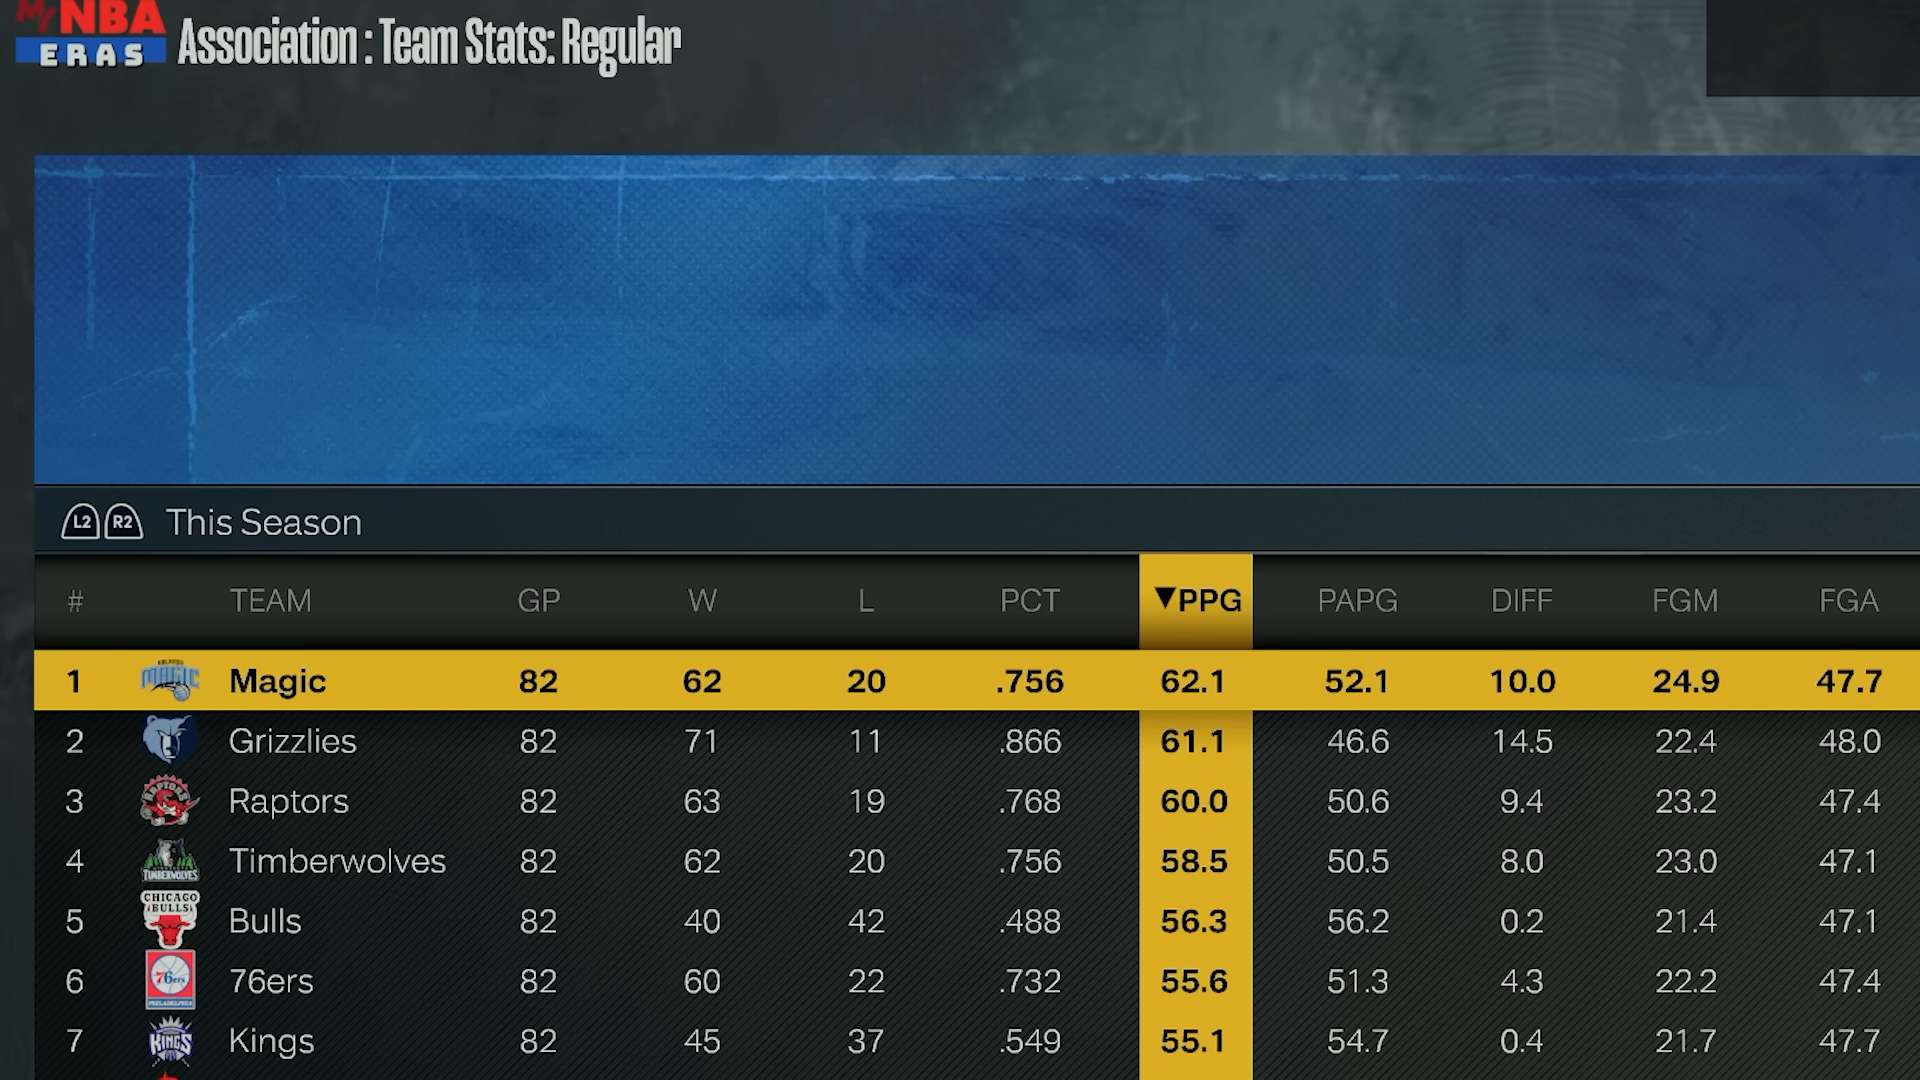 MyNBA
ERAS
Association : Team Stats: Regular
L2 R2 This Season
# TEAM GP W L PCT ▼PPG PAPG DIFF FGM FGA
1 Magic 82 62 20 .756 62.1 52.1 10.0 24.9 47.7
2 Grizzlies 82 71 11 .866 61.1 46.6 14.5 22.4 48.0
3 Raptors 82 63 19 .768 60.0 50.6 9.4 23.2 47.4
4 Timberwolves 82 62 20 .756 58.5 50.5 8.0 23.0 47.1
5 CHICAGO BULLS Bulls 82 40 42 .488 56.3 56.2 0.2 21.4 47.1
6 76ers PHILADELPHIA 76ers 82 60 22 .732 55.6 51.3 4.3 22.2 47.4
7 KINGS Kings 82 45 37 .549 55.1 54.7 0.4 21.7 47.7